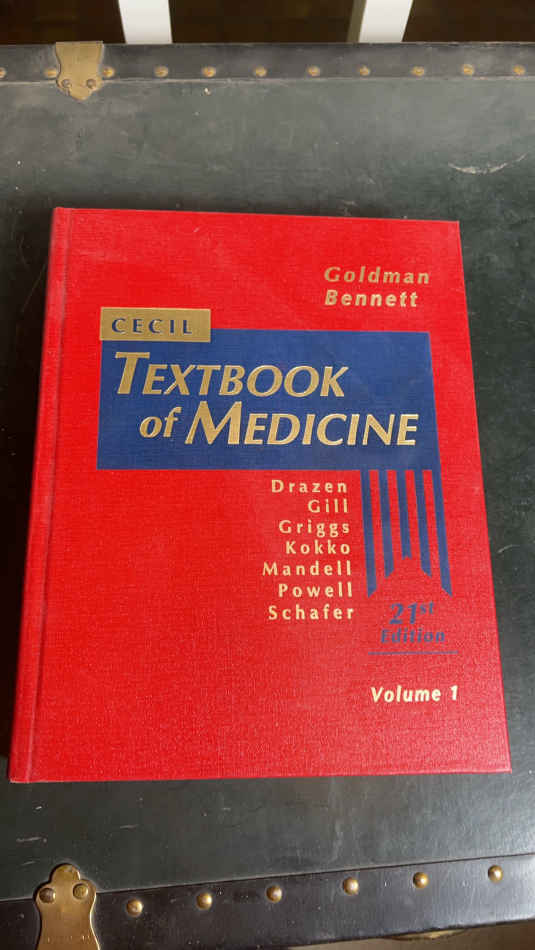 Goldman
Bennett
CECIL
TEXTBOOK
of MEDICINE
Drazen
Gill
Griggs
Kokko
Mandell
Powell
Schafer
21st
Edition
Volume 1